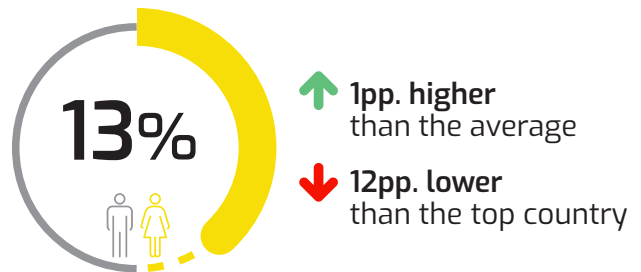 13%
1pp. higher
than the average
12pp. lower
than the top country